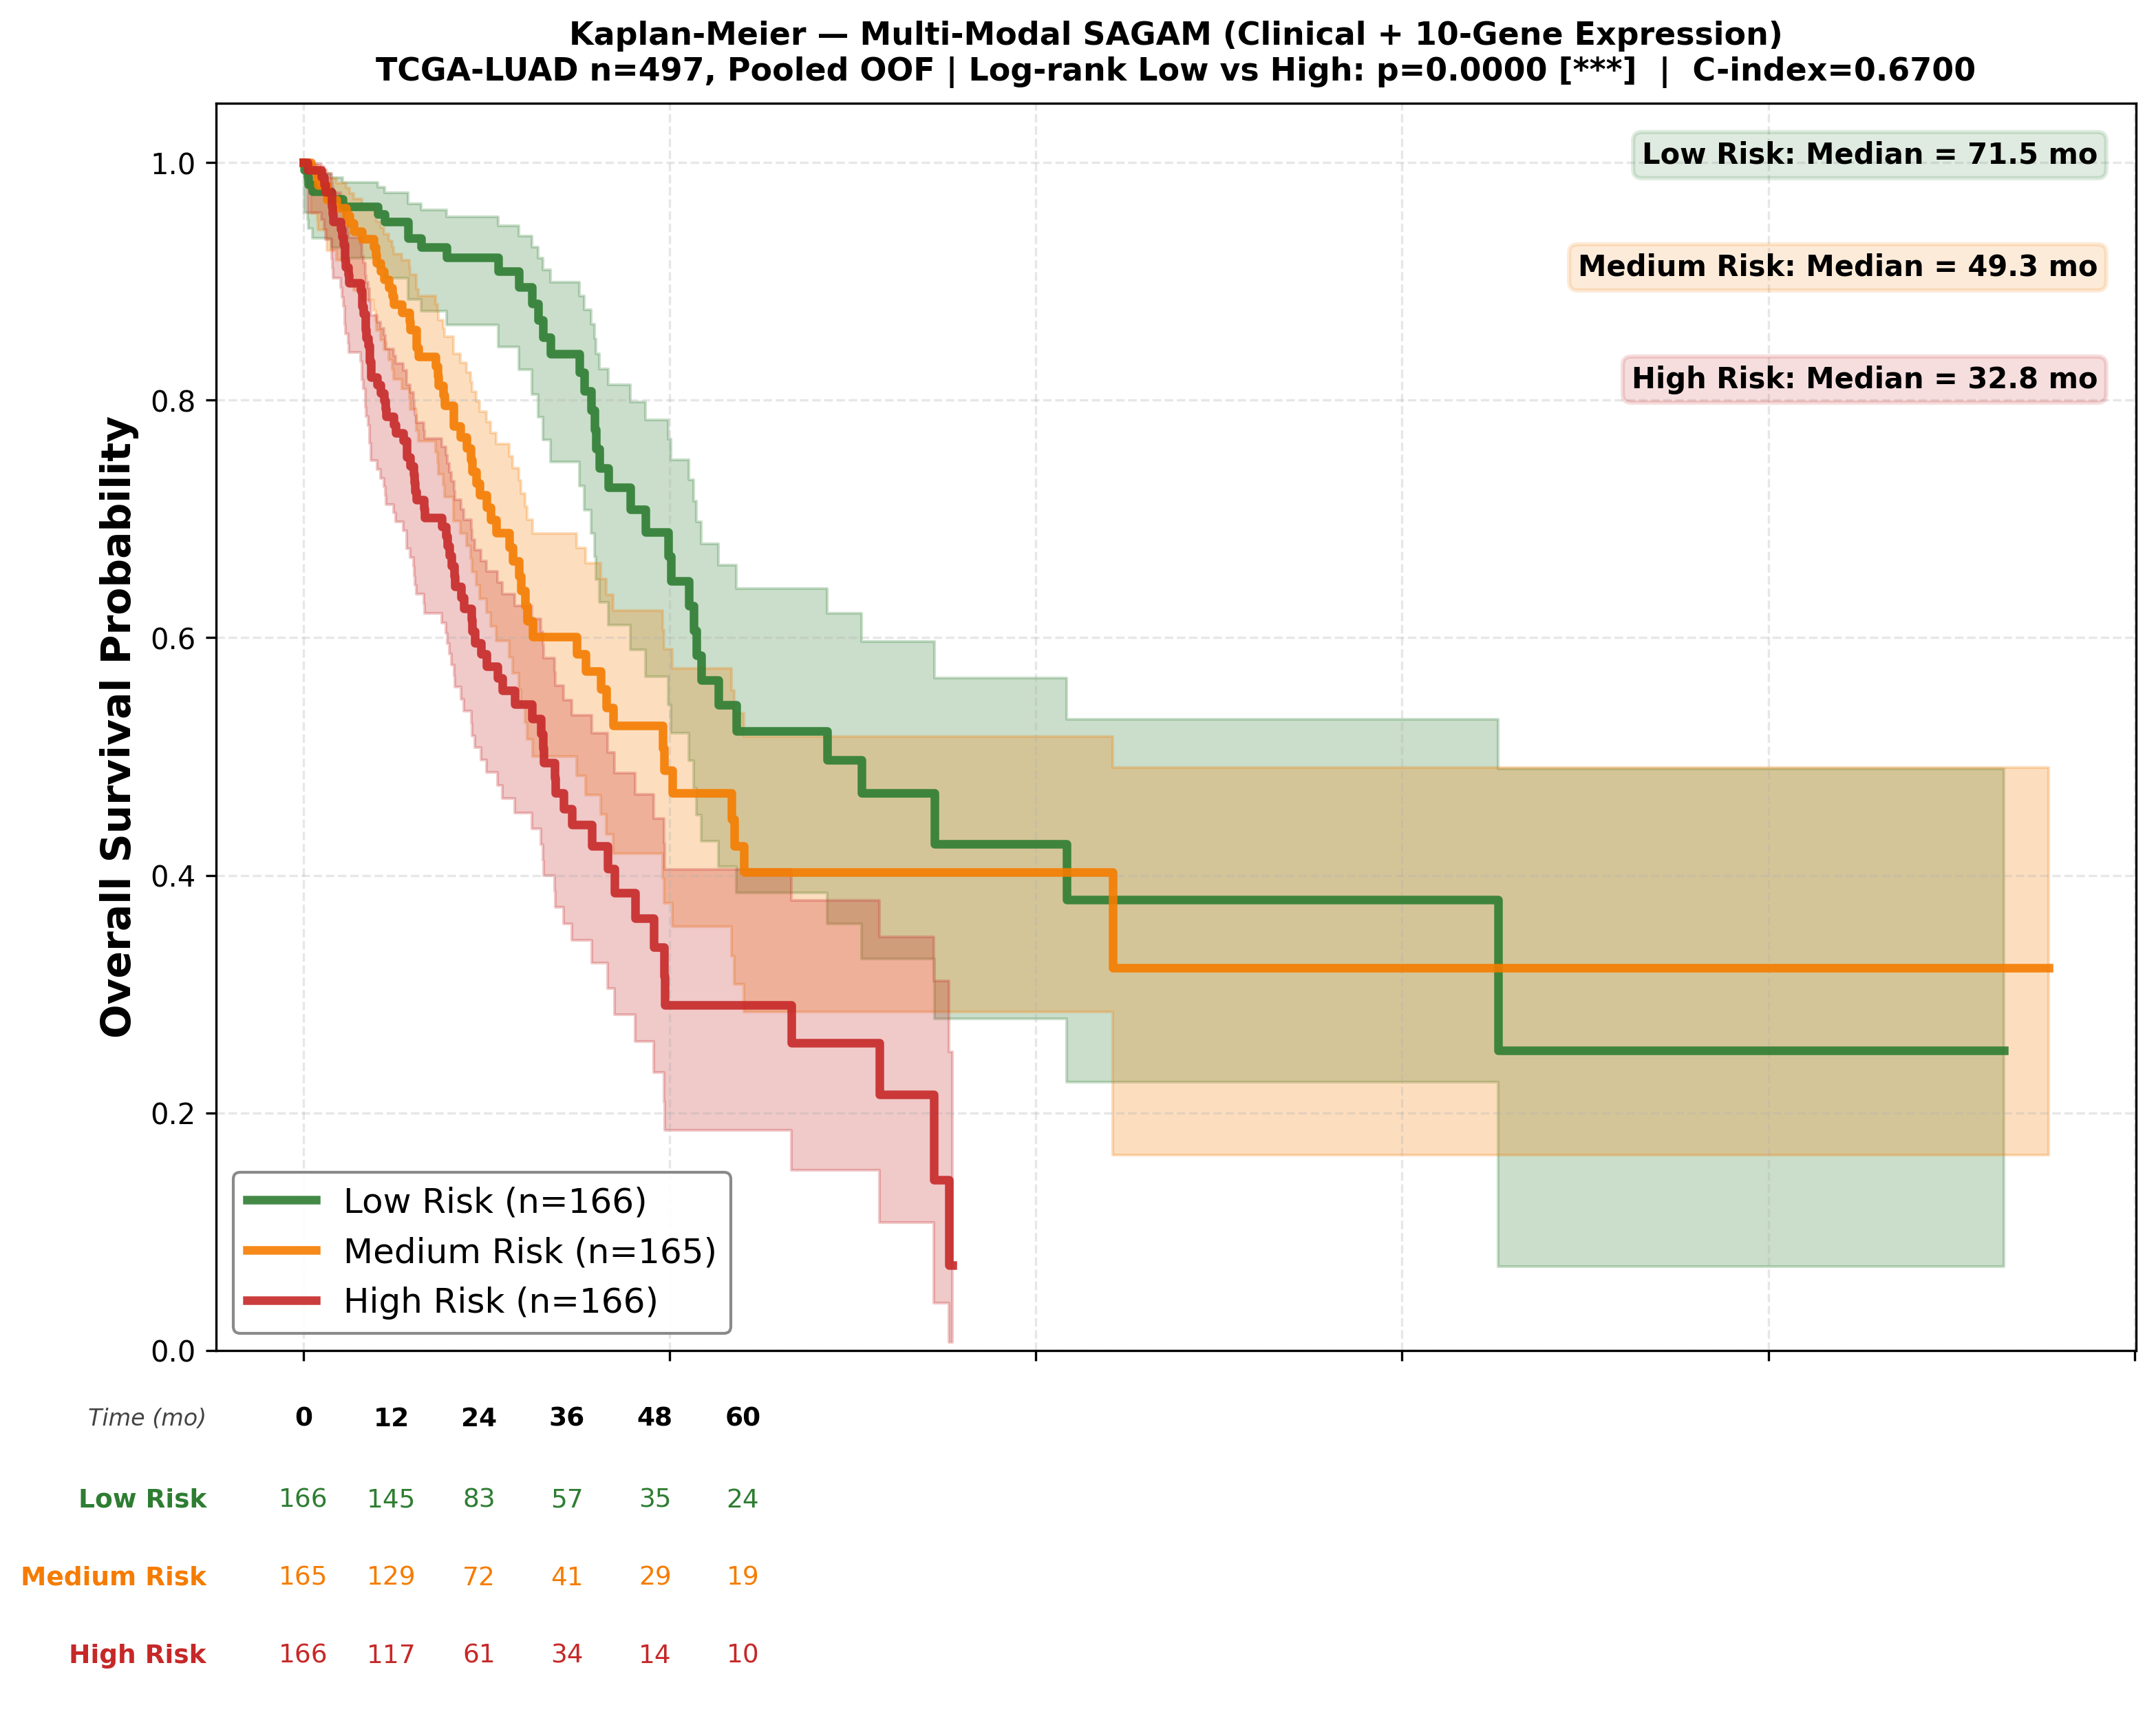 Kaplan-Meier — Multi-Modal SAGAM (Clinical + 10-Gene Expression)
TCGA-LUAD n=497, Pooled OOF | Log-rank Low vs High: p=0.0000 [***] | C-index=0.6700
Overall Survival Probability
1.0
0.8
0.6
0.4
0.2
0.0
Low Risk: Median = 71.5 mo
Medium Risk: Median = 49.3 mo
High Risk: Median = 32.8 mo
Low Risk (n=166)
Medium Risk (n=165)
High Risk (n=166)
Time (mo) 0 12 24 36 48 60
Low Risk 166 145 83 57 35 24
Medium Risk 165 129 72 41 29 19
High Risk 166 117 61 34 14 10